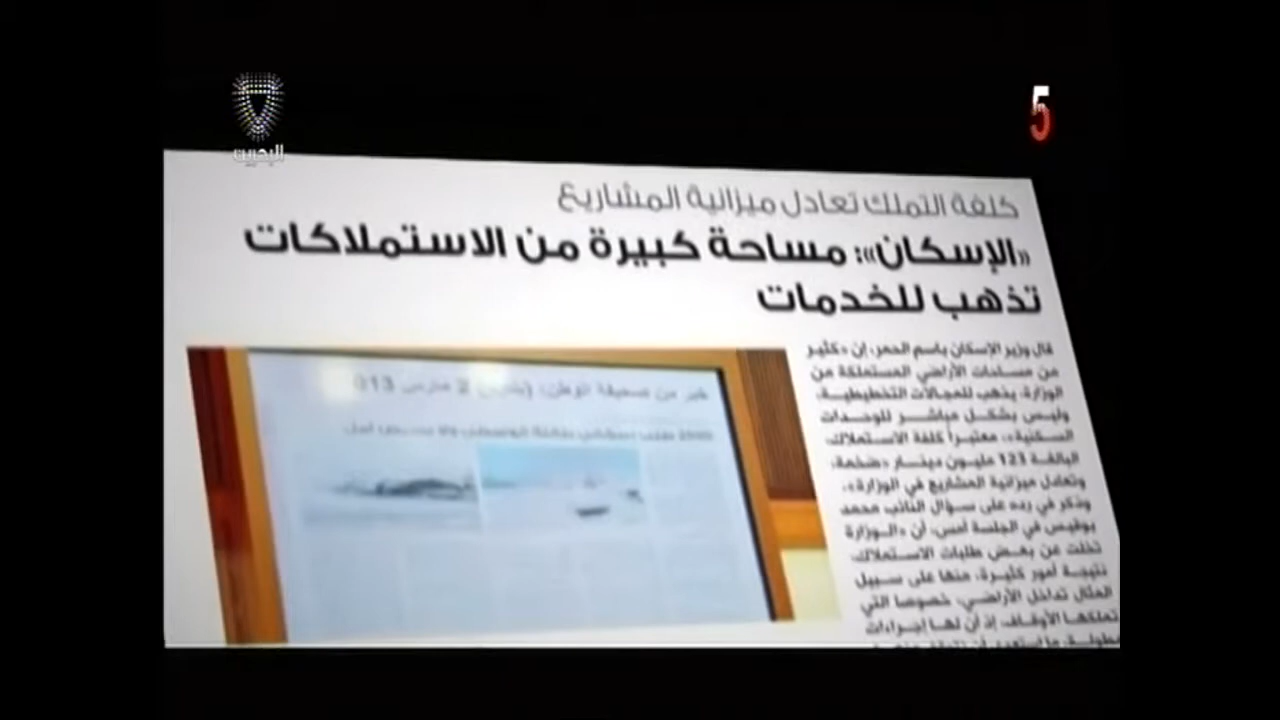 البحرين
5
كلفة التملك تعادل ميزانية المشاريع
«الإسكان»: مساحة كبيرة من الاستملاكات
تذهب للخدمات
قال وزير الإسكان باسم الحمر، إن «كثير
من مساحات الأراضي المستملكة من
الوزارة، يذهب للمجالات التخطيطية،
وليس بشكل مباشر للوحدات
السكنية»، معتبراً كلفة الاستملاك،
البالغة 123 مليون دينار «ضخمة،
وتعادل ميزانية المشاريع في الوزارة».
وذكر في رده على سؤال النائب محمد
بوقيس في الجلسة أمس، أن «الوزارة
تخلت عن بعض طلبات الاستملاك،
نتيجة أمور كثيرة، منها على سبيل
المثال تداخل الأراضي، خصوصا التي
تملكها الأوقاف، إذ أن لها إجراءات
خبر من صحيفة الوطن، 2 مارس